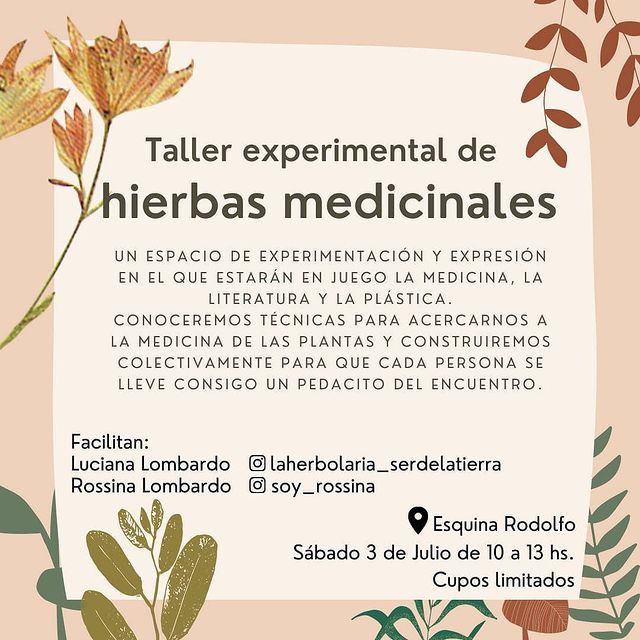 Taller experimental de
hierbas medicinales
UN ESPACIO DE EXPERIMENTACIÓN Y EXPRESIÓN
EN EL QUE ESTARÁN EN JUEGO LA MEDICINA, LA
LITERATURA Y LA PLÁSTICA.
CONOCEREMOS TÉCNICAS PARA ACERCARNOS A
LA MEDICINA DE LAS PLANTAS Y CONSTRUIREMOS
COLECTIVAMENTE PARA QUE CADA PERSONA SE
LLEVE CONSIGO UN PEDACITO DEL ENCUENTRO.
Facilitan:
Luciana Lombardo laherbolaria_serdelatierra
Rossina Lombardo soy_rossina
Esquina Rodolfo
Sábado 3 de Julio de 10 a 13 hs.
Cupos limitados